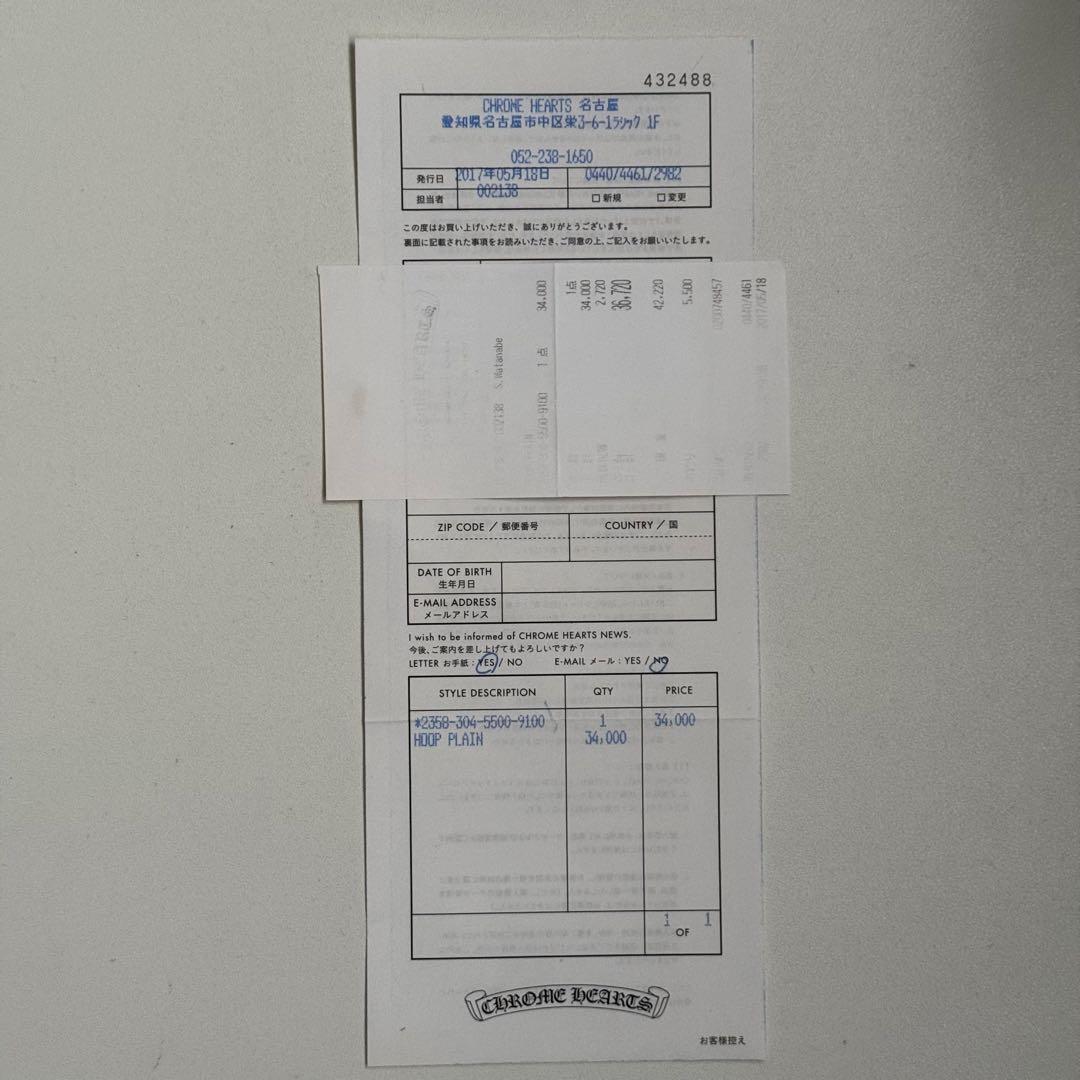 432488
CHROME HEARTS 名古屋
愛知県名古屋市中区栄3-6-1ラシック 1F
052-238-1650
発行日 2017年05月18日 0440/4461/2982
担当者 002138 □ 新規 □ 変更
この度はお買い上げいただき、誠にありがとうございます。
裏面に記載された事項をお読みいただき、ご同意の上、ご記入をお願いいたします。
S.Watanabe
1 点 34,000
1点
34,000
2,720
36,720
42,220
5,500
0440/4461
2017/05/18
ZIP CODE / 郵便番号 COUNTRY / 国
DATE OF BIRTH
生年月日
E-MAIL ADDRESS
メールアドレス
I wish to be informed of CHROME HEARTS NEWS.
今後、ご案内を差し上げてもよろしいですか?
LETTER お手紙 : YES / NO E-MAIL メール : YES / NO
STYLE DESCRIPTION QTY PRICE
*2358-304-5500-9100 1 34,000
HOOP PLAIN 34,000
1 OF 1
CHROME HEARTS
お客様控え